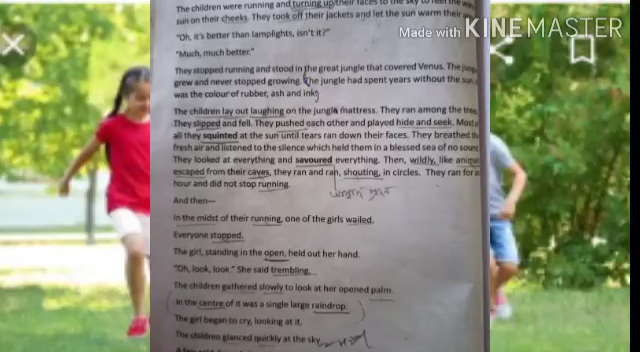 The children were running and turning up their faces to the sky to feel the
sun on their cheeks. They took off their jackets and let the sun warm their
Made with KINEMASTER
"Oh, it's better than lamplights, isn't it?"
"Much, much better."
They stopped running and stood in the great jungle that covered Venus. The
grew and never stopped growing. The jungle had spent years without the sun
was the colour of rubber, ash and ink
The children lay out laughing on the jungle mattress. They ran among the
They slipped and fell. They pushed each other and played hide and seek.
all they squinted at the sun until tears ran down their faces. They breathed
fresh air and listened to the silence which held them in a blessed sea of no
They looked at everything and savoured everything. Then, wildly, like
escaped from their caves, they ran and ran, shouting, in circles. They ran for
hour and did not stop running.
And then—
In the midst of their running, one of the girls wailed.
Everyone stopped.
The girl, standing in the open, held out her hand.
"Oh, look, look." She said trembling.
The children gathered slowly to look at her opened palm.
In the centre of it was a single large raindrop.
The girl began to cry, looking at it.
The children glanced quickly at the sky